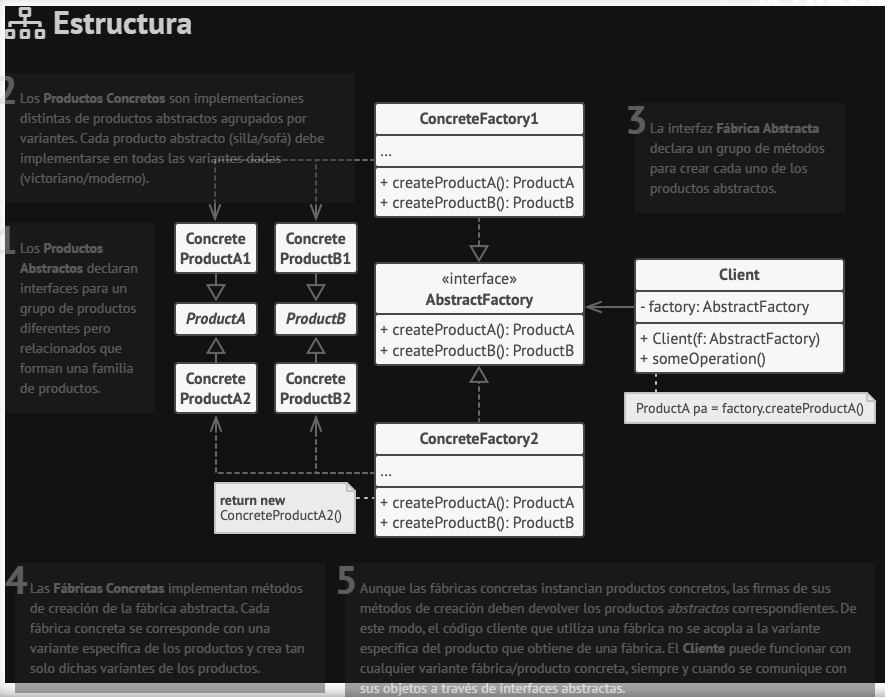 Estructura
2
Los Productos Concretos son implementaciones
distintas de productos abstractos agrupados por
variantes. Cada producto abstracto (silla/sofá) debe
implementarse en todas las variantes dadas
(victoriano/moderno).
ConcreteFactory1
...
+ createProductA(): ProductA
+ createProductB(): ProductB
3
La interfaz Fábrica Abstracta
declara un grupo de métodos
para crear cada uno de los
productos abstractos.
1
Los Productos
Abstractos declaran
interfaces para un
grupo de productos
diferentes pero
relacionados que
forman una familia
de productos.
Concrete
ProductA1
Concrete
ProductB1
ProductA
ProductB
Concrete
ProductA2
Concrete
ProductB2
«interface»
AbstractFactory
+ createProductA(): ProductA
+ createProductB(): ProductB
Client
- factory: AbstractFactory
+ Client(f: AbstractFactory)
+ someOperation()
ProductA pa = factory.createProductA()
ConcreteFactory2
...
+ createProductA(): ProductA
+ createProductB(): ProductB
return new
ConcreteProductA2()
4
Las Fábricas Concretas implementan métodos
de creación de la fábrica abstracta. Cada
fábrica concreta se corresponde con una
variante específica de los productos y crea tan
solo dichas variantes de los productos.
5
Aunque las fábricas concretas instancian productos concretos, las firmas de sus
métodos de creación deben devolver los productos abstractos correspondientes. De
este modo, el código cliente que utiliza una fábrica no se acopla a la variante
específica del producto que obtiene de una fábrica. El Cliente puede funcionar con
cualquier variante fábrica/producto concreta, siempre y cuando se comunique con
sus objetos a través de interfaces abstractas.